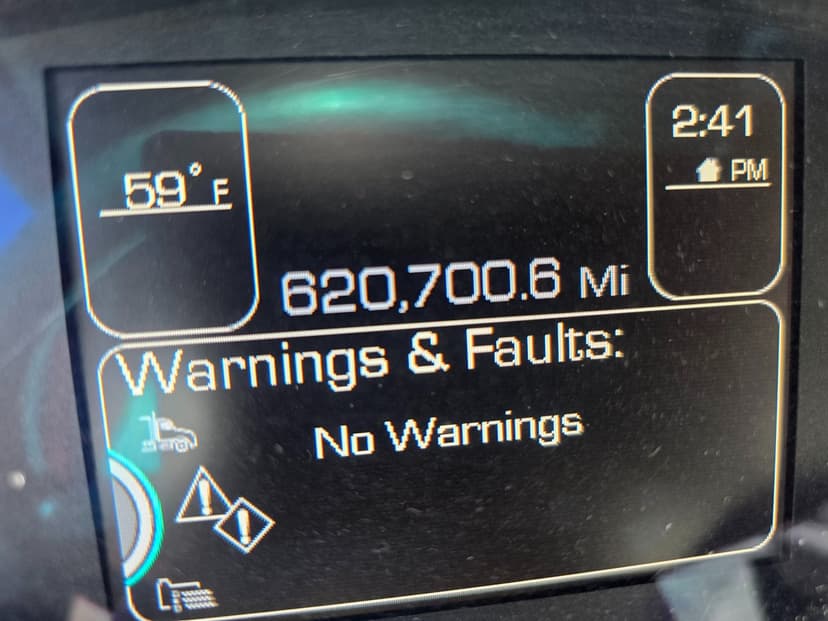 59° F
2:41
PM
620,700.6 Mi
Warnings & Faults:
No Warnings